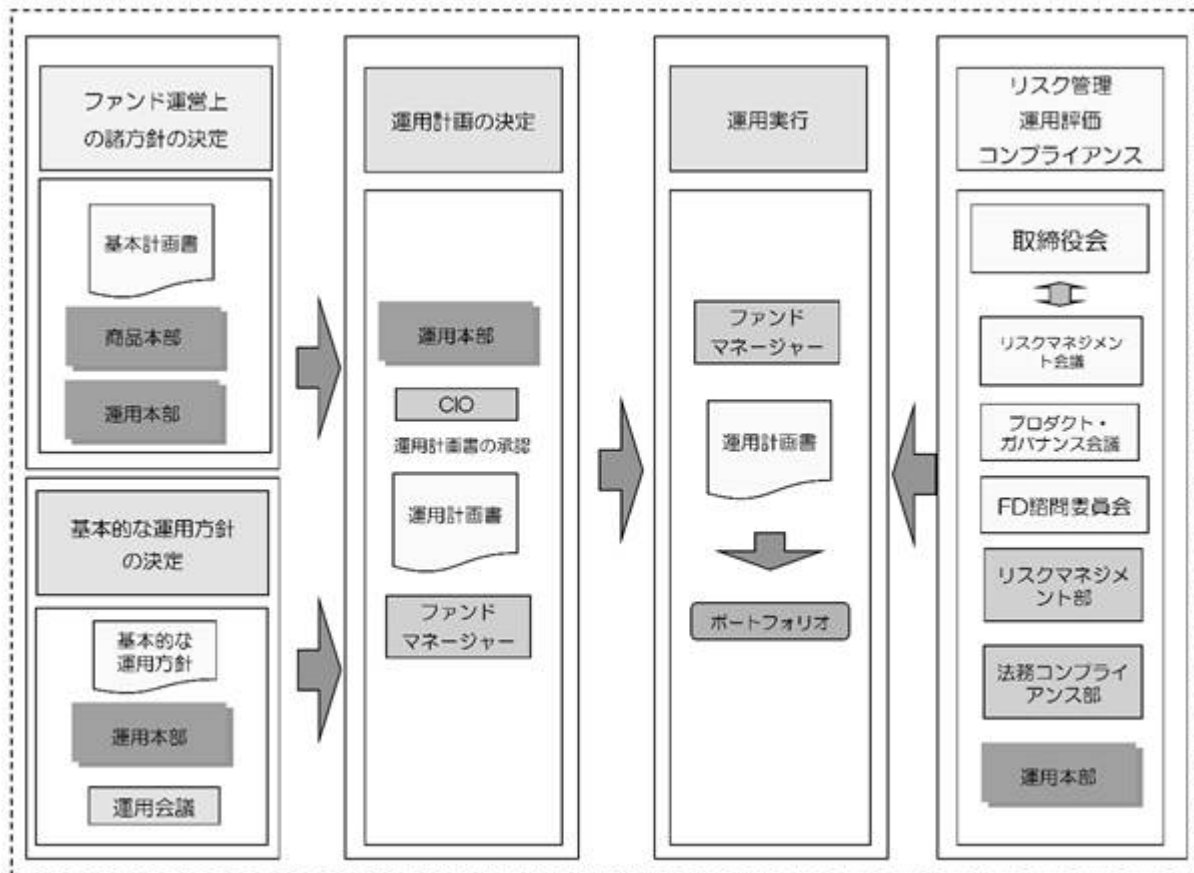 ファンド運営上
の諸方針の決定
基本計画書
商品本部
運用本部
基本的な運用方針
の決定
基本的な
運用方針
運用本部
運用会議
運用計画の決定
運用本部
CIO
運用計画書の承認
運用計画書
ファンド
マネージャー
運用実行
ファンド
マネージャー
運用計画書
ポートフォリオ
リスク管理
運用評価
コンプライアンス
取締役会
リスクマネジメン
ト会議
プロダクト・
ガバナンス会議
FD諮問委員会
リスクマネジメ
ント部
法務コンプライ
アンス部
運用本部